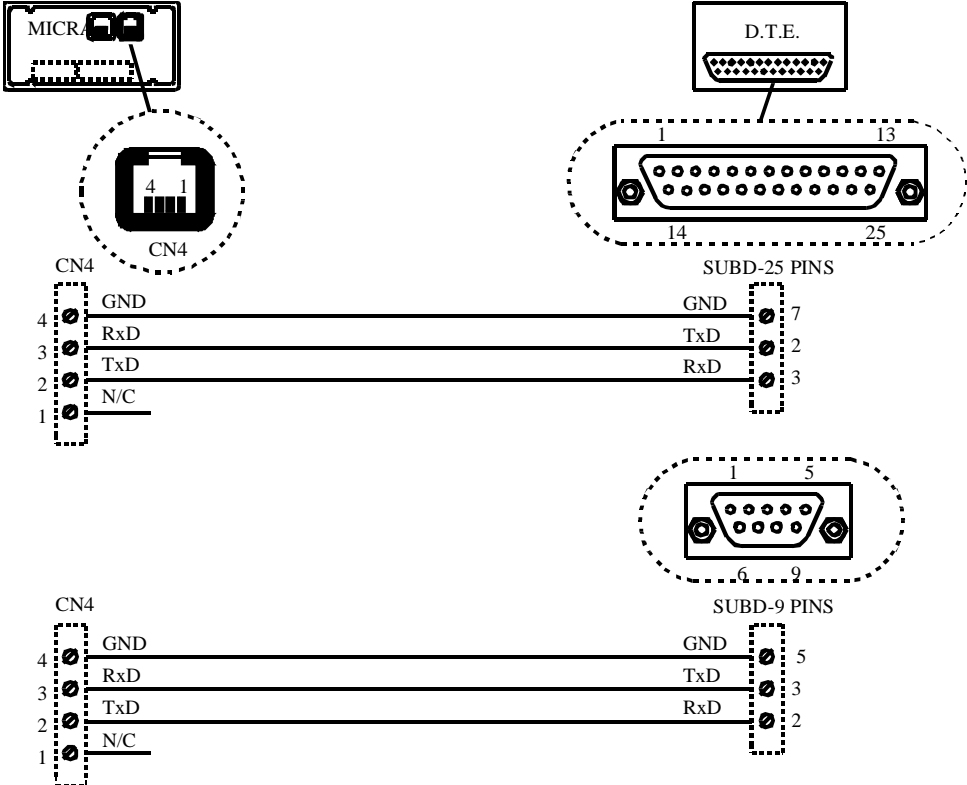 MICRA
D.T.E.
1 13
4 1
14 25
CN4
CN4
SUBD-25 PINS
GND GND
4 7
RxD TxD
3 2
TxD RxD
2 3
N/C
1
1 5
6 9
CN4
SUBD-9 PINS
GND GND
4 5
RxD TxD
3 3
TxD RxD
2 2
N/C
1